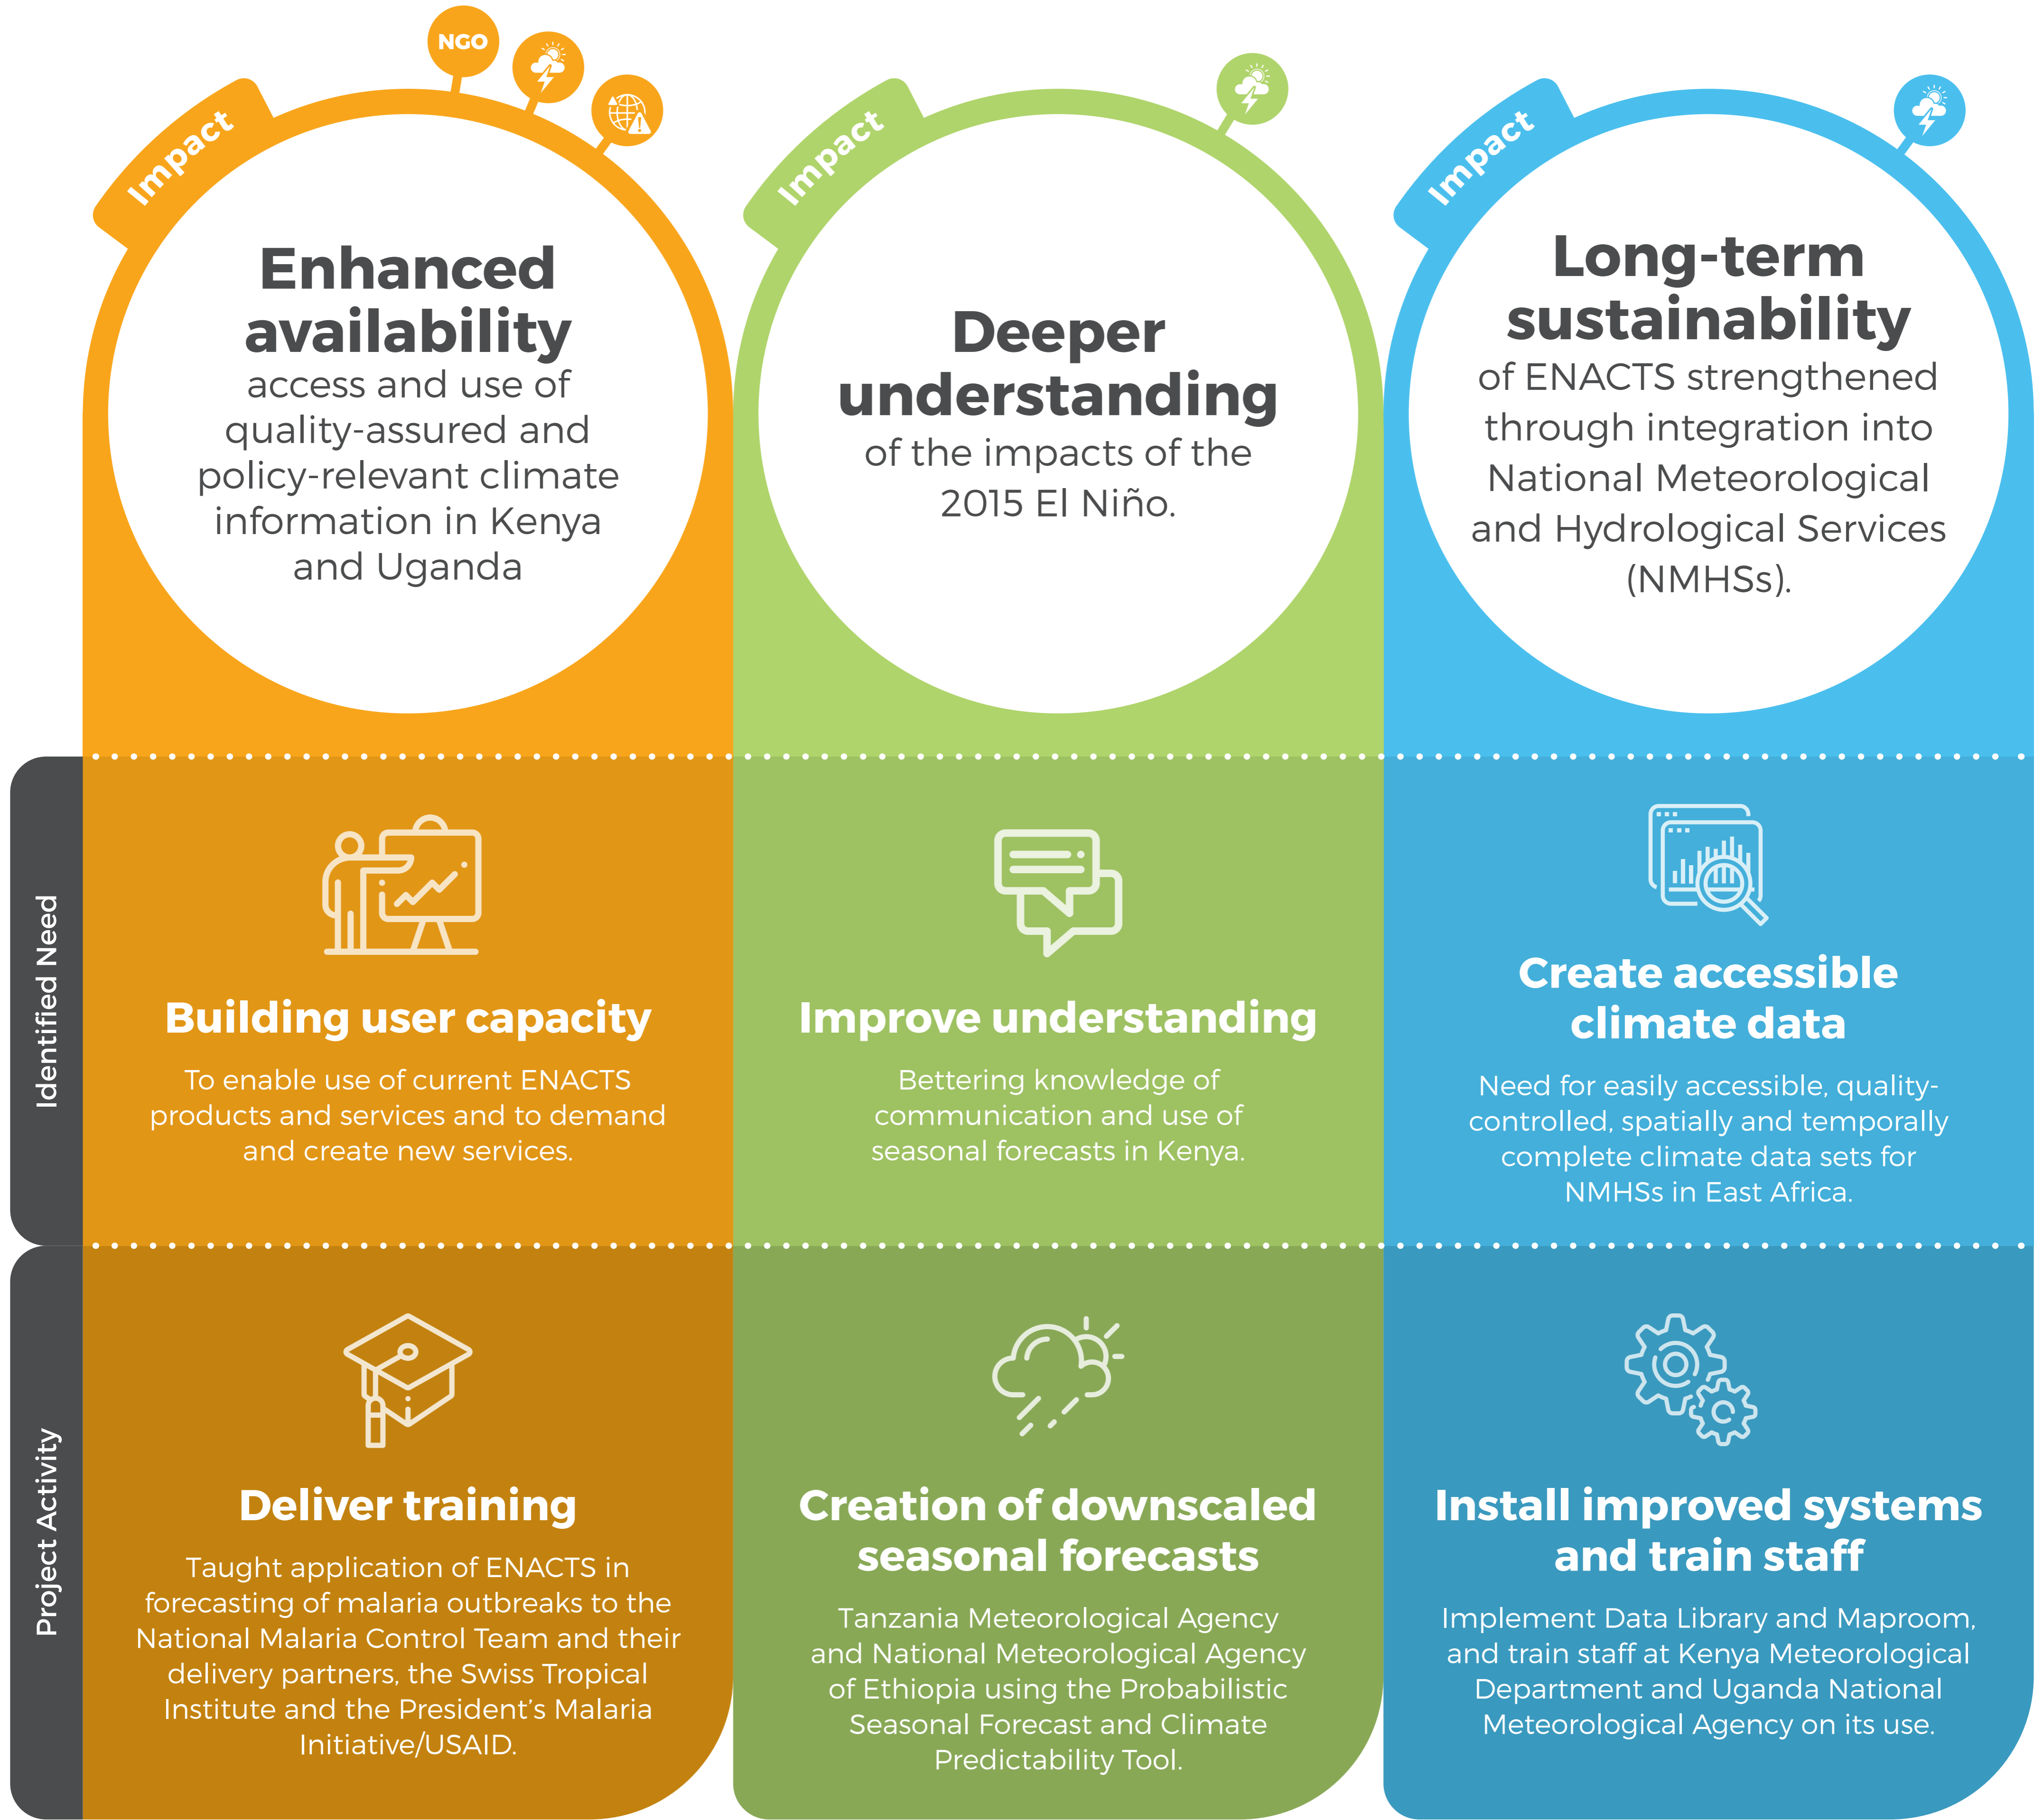 NGO
Impact
Enhanced
availability
access and use of
quality-assured and
policy-relevant climate
information in Kenya
and Uganda
Impact
Deeper
understanding
of the impacts of the
2015 El Niño.
Impact
Long-term
sustainability
of ENACTS strengthened
through integration into
National Meteorological
and Hydrological Services
(NMHSs).
Identified Need
Building user capacity
To enable use of current ENACTS
products and services and to demand
and create new services.
Improve understanding
Bettering knowledge of
communication and use of
seasonal forecasts in Kenya.
Create accessible
climate data
Need for easily accessible, quality-
controlled, spatially and temporally
complete climate data sets for
NMHSs in East Africa.
Project Activity
Deliver training
Taught application of ENACTS in
forecasting of malaria outbreaks to the
National Malaria Control Team and their
delivery partners, the Swiss Tropical
Institute and the President’s Malaria
Initiative/USAID.
Creation of downscaled
seasonal forecasts
Tanzania Meteorological Agency
and National Meteorological Agency
of Ethiopia using the Probabilistic
Seasonal Forecast and Climate
Predictability Tool.
Install improved systems
and train staff
Implement Data Library and Maproom,
and train staff at Kenya Meteorological
Department and Uganda National
Meteorological Agency on its use.